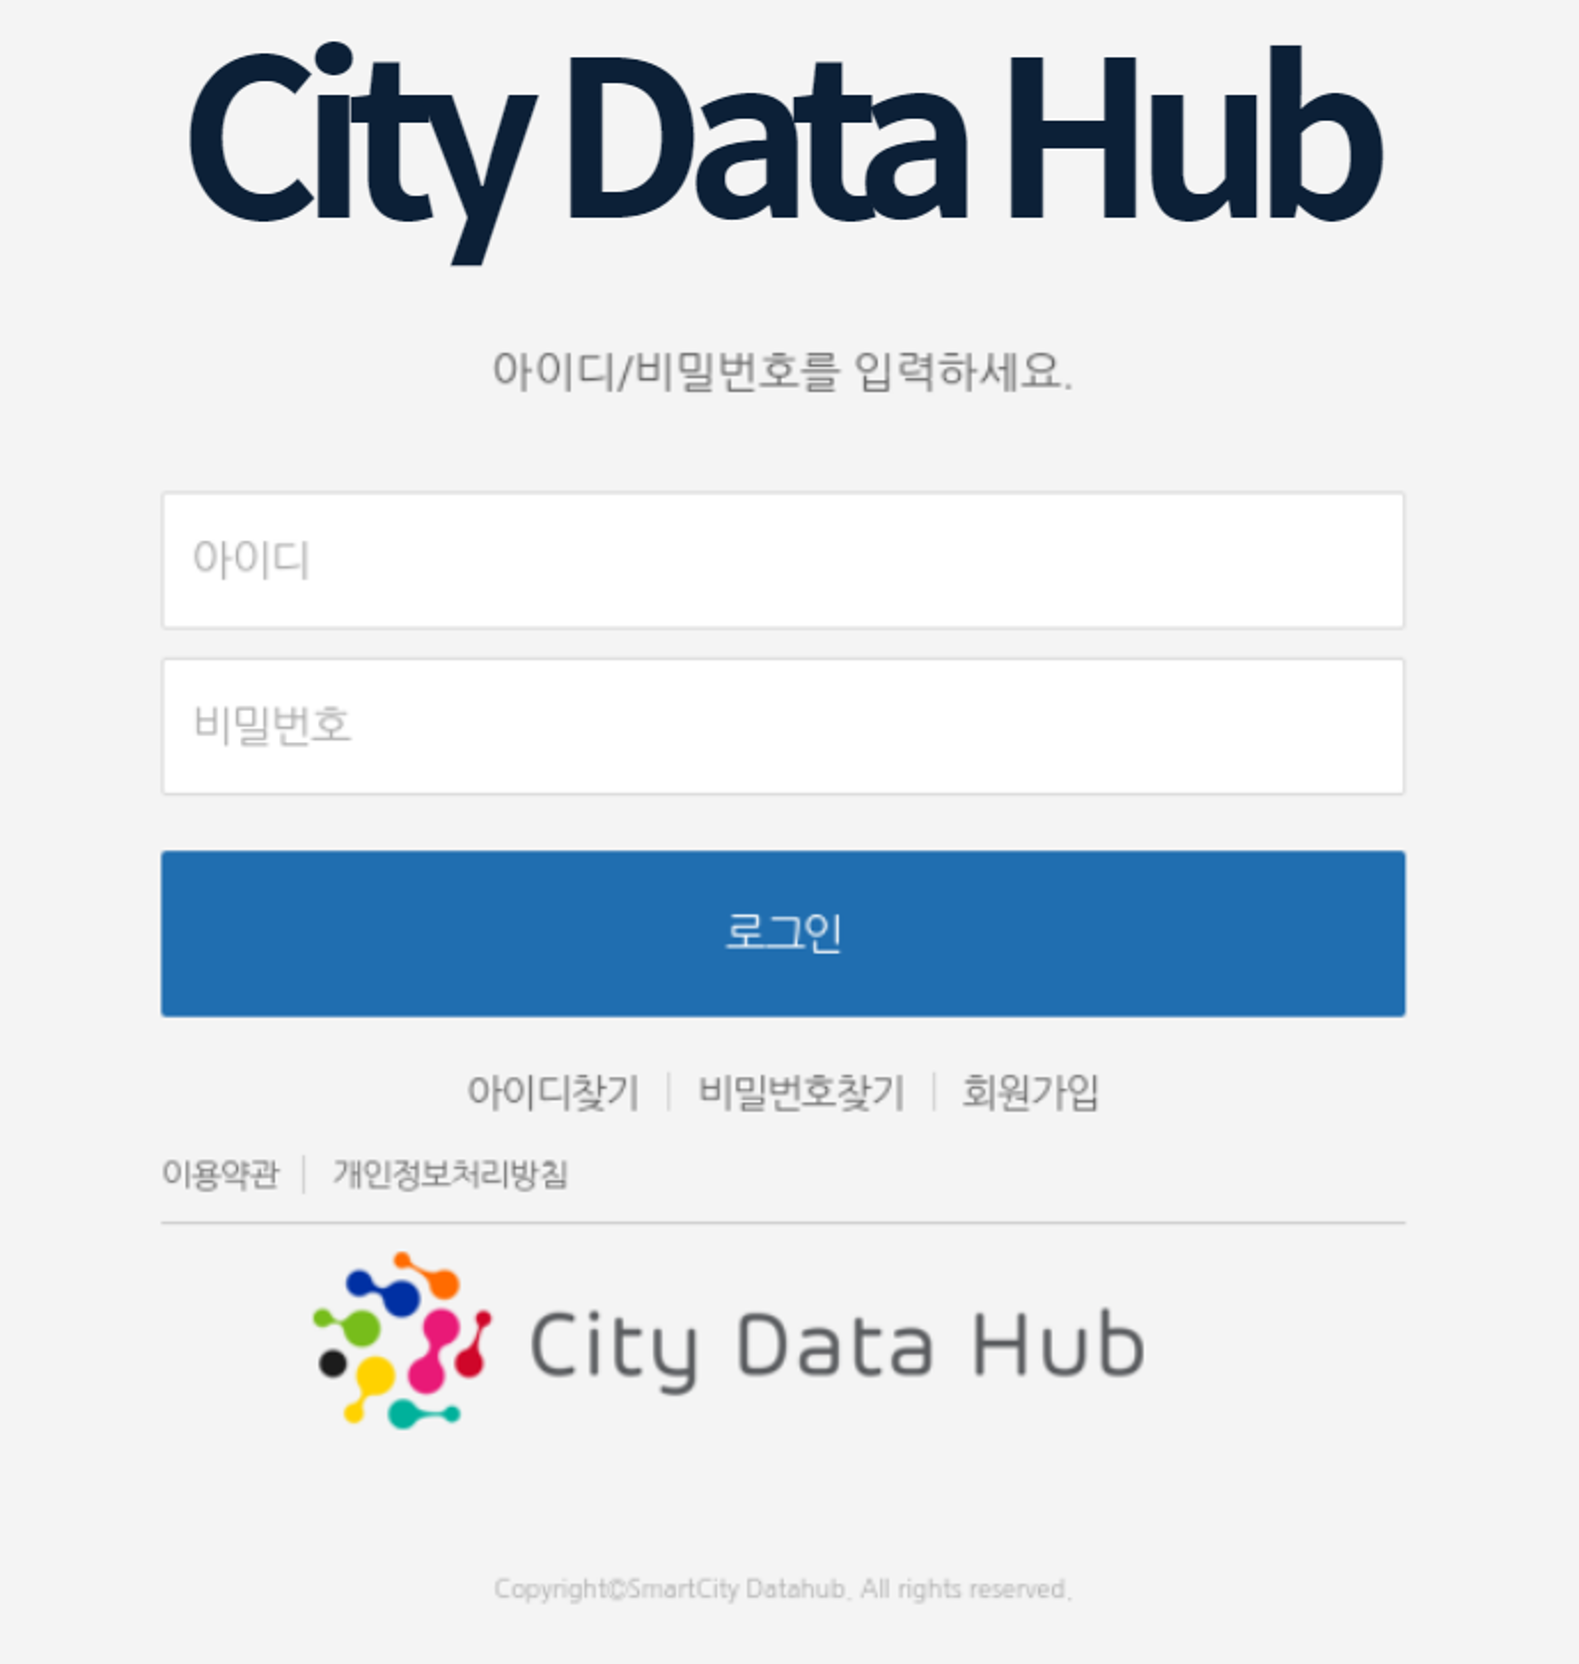 City Data Hub
아이디/비밀번호를 입력하세요.
아이디
비밀번호
로그인
아이디찾기 비밀번호찾기 회원가입
이용약관 개인정보처리방침
City Data Hub
Copyright©SmartCity Datahub. All rights reserved.